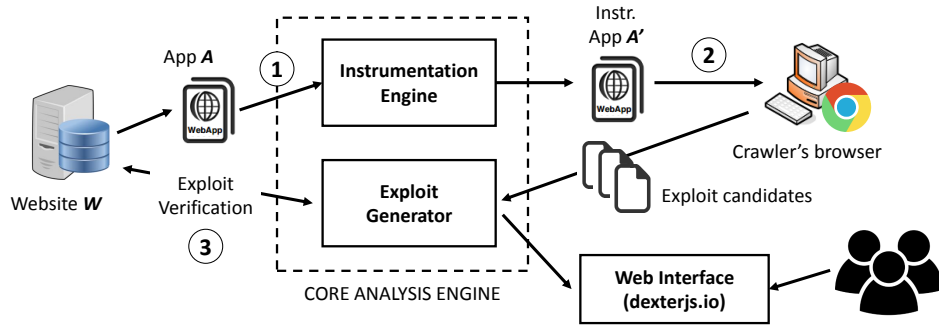 Instr.
App A'
2
App A
1
Instrumentation
Engine
WebApp
WebApp
Crawler's browser
Website W
Exploit
Verification
3
Exploit
Generator
Exploit candidates
CORE ANALYSIS ENGINE
Web Interface
(dexterjs.io)